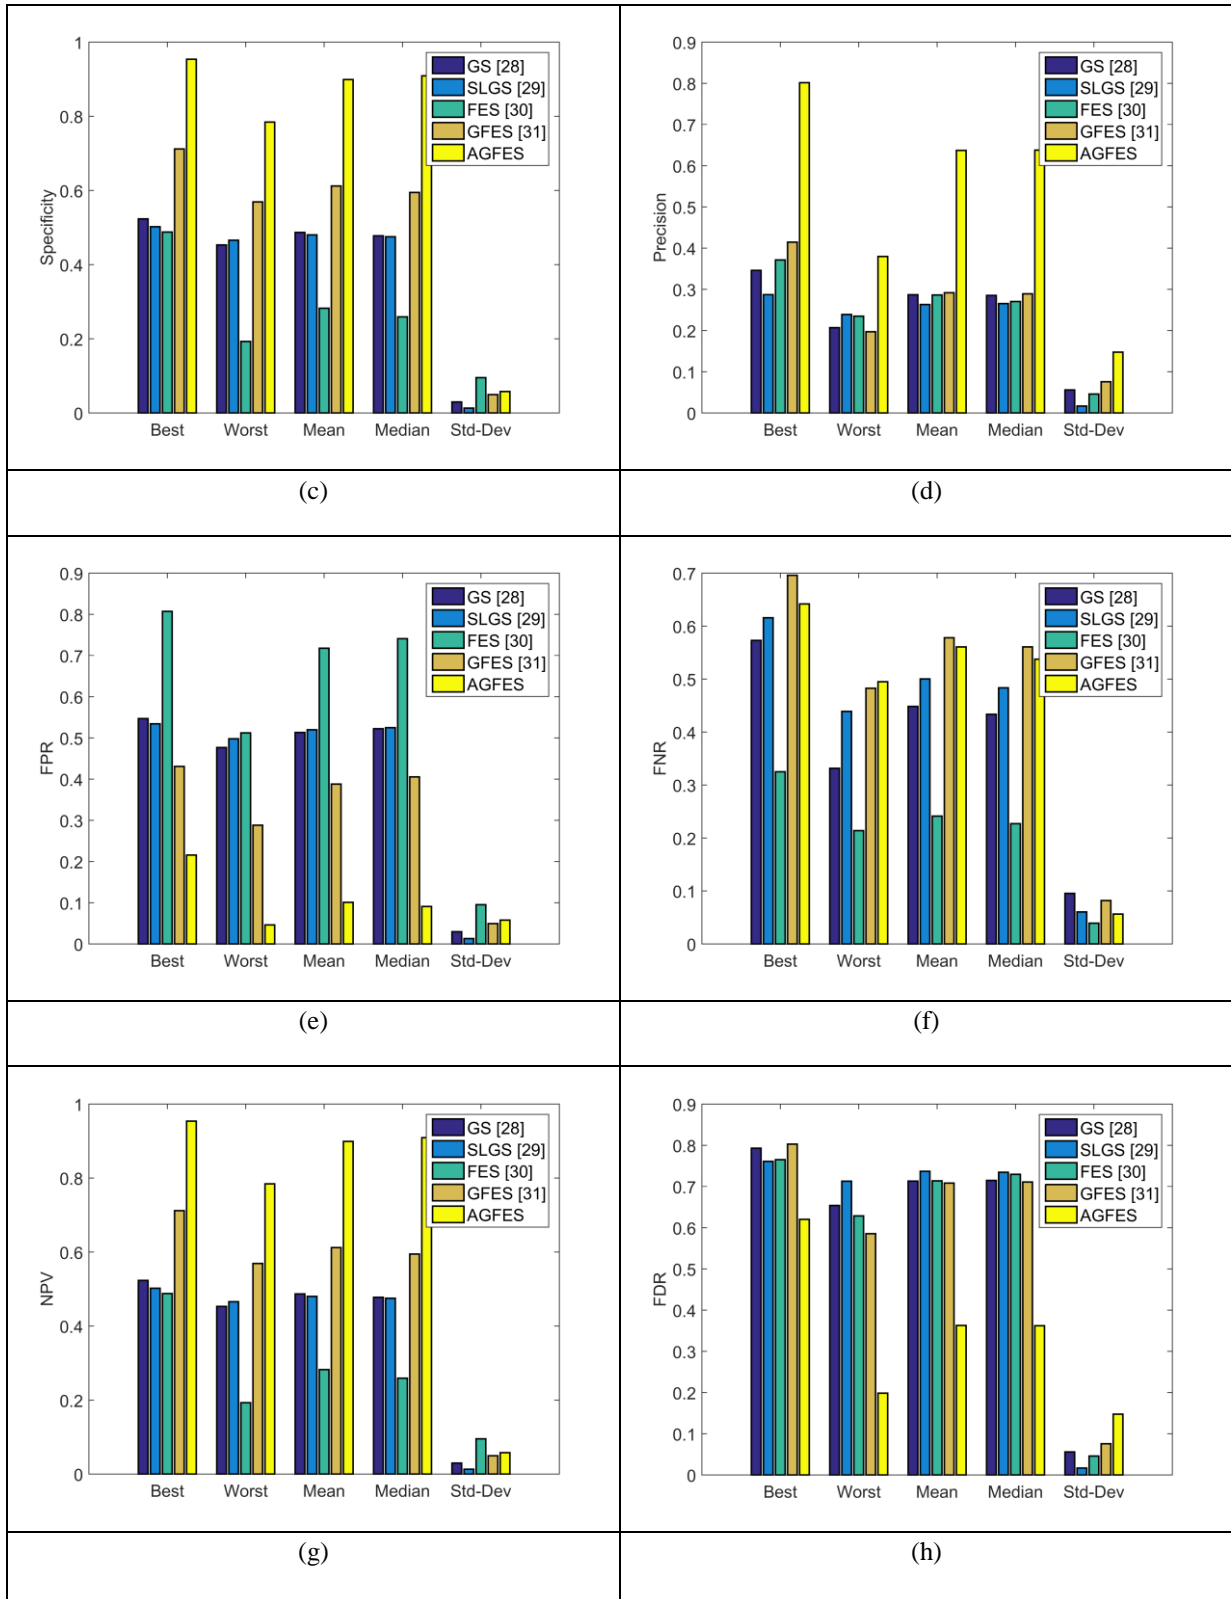 1
0.8
0.6
0.4
0.2
0
Specificity
Best Worst Mean Median Std-Dev
GS [28]
SLGS [29]
FES [30]
GFES [31]
AGFES
(c)
0.9
0.8
0.7
0.6
0.5
0.4
0.3
0.2
0.1
0
Precision
Best Worst Mean Median Std-Dev
GS [28]
SLGS [29]
FES [30]
GFES [31]
AGFES
(d)
0.9
0.8
0.7
0.6
0.5
0.4
0.3
0.2
0.1
0
FPR
Best Worst Mean Median Std-Dev
GS [28]
SLGS [29]
FES [30]
GFES [31]
AGFES
(e)
0.7
0.6
0.5
0.4
0.3
0.2
0.1
0
FNR
Best Worst Mean Median Std-Dev
GS [28]
SLGS [29]
FES [30]
GFES [31]
AGFES
(f)
1
0.8
0.6
0.4
0.2
0
NPV
Best Worst Mean Median Std-Dev
GS [28]
SLGS [29]
FES [30]
GFES [31]
AGFES
(g)
0.9
0.8
0.7
0.6
0.5
0.4
0.3
0.2
0.1
0
FDR
Best Worst Mean Median Std-Dev
GS [28]
SLGS [29]
FES [30]
GFES [31]
AGFES
(h)